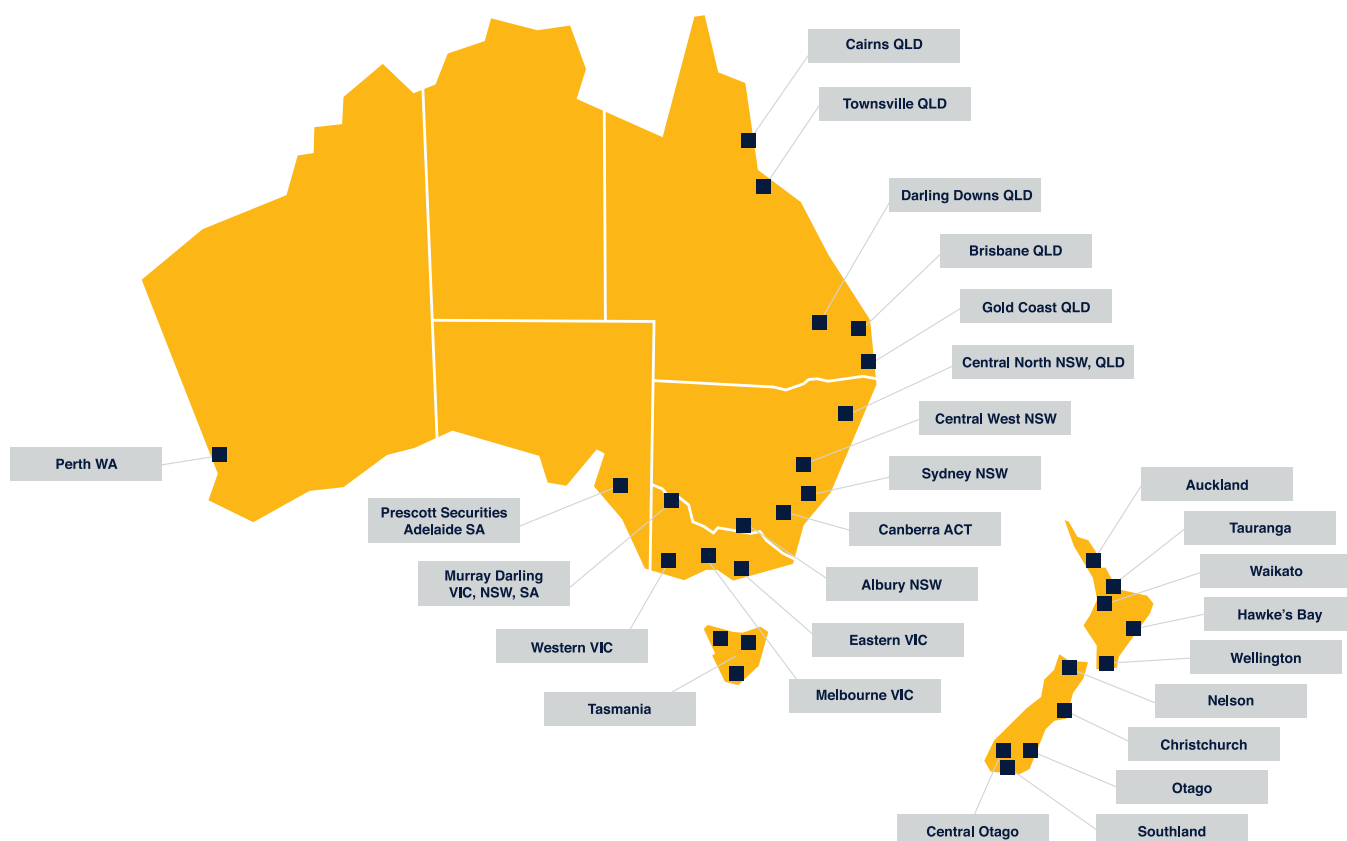 Cairns QLD
Townsville QLD
Darling Downs QLD
Brisbane QLD
Gold Coast QLD
Central North NSW, QLD
Central West NSW
Perth WA
Sydney NSW
Auckland
Prescott Securities
Adelaide SA
Canberra ACT
Tauranga
Murray Darling
VIC, NSW, SA
Albury NSW
Waikato
Hawke's Bay
Western VIC
Eastern VIC
Wellington
Tasmania
Melbourne VIC
Nelson
Christchurch
Otago
Central Otago
Southland